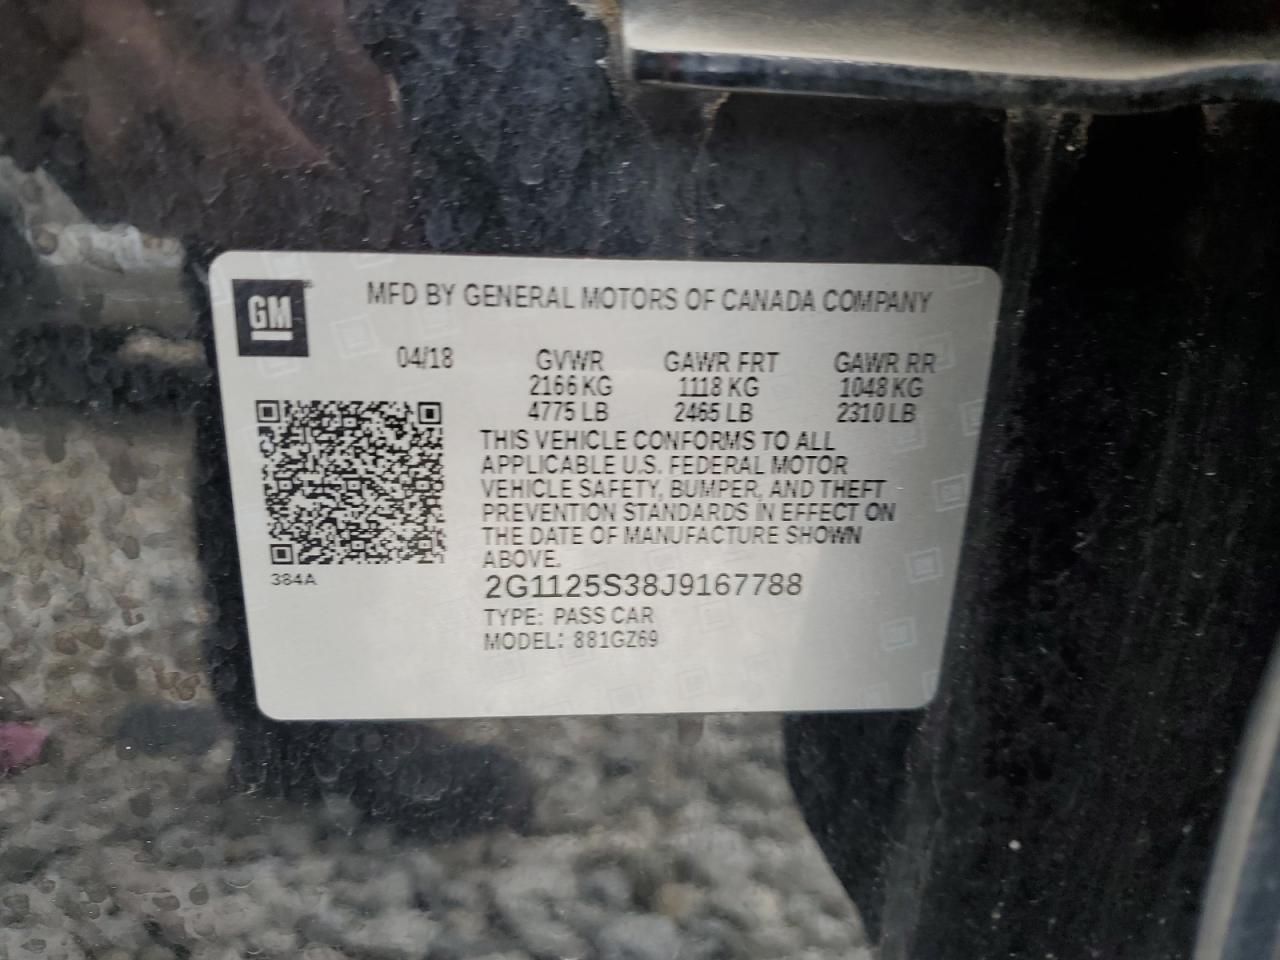 GM
MFD BY GENERAL MOTORS OF CANADA COMPANY
04/18 GVWR GAWR FRT GAWR RR
2166 KG 1118 KG 1048 KG
4775 LB 2465 LB 2310 LB
THIS VEHICLE CONFORMS TO ALL
APPLICABLE U.S. FEDERAL MOTOR
VEHICLE SAFETY, BUMPER, AND THEFT
PREVENTION STANDARDS IN EFFECT ON
THE DATE OF MANUFACTURE SHOWN
ABOVE.
384A
2G1125S38J9167788
TYPE: PASS CAR
MODEL: 881GZ69